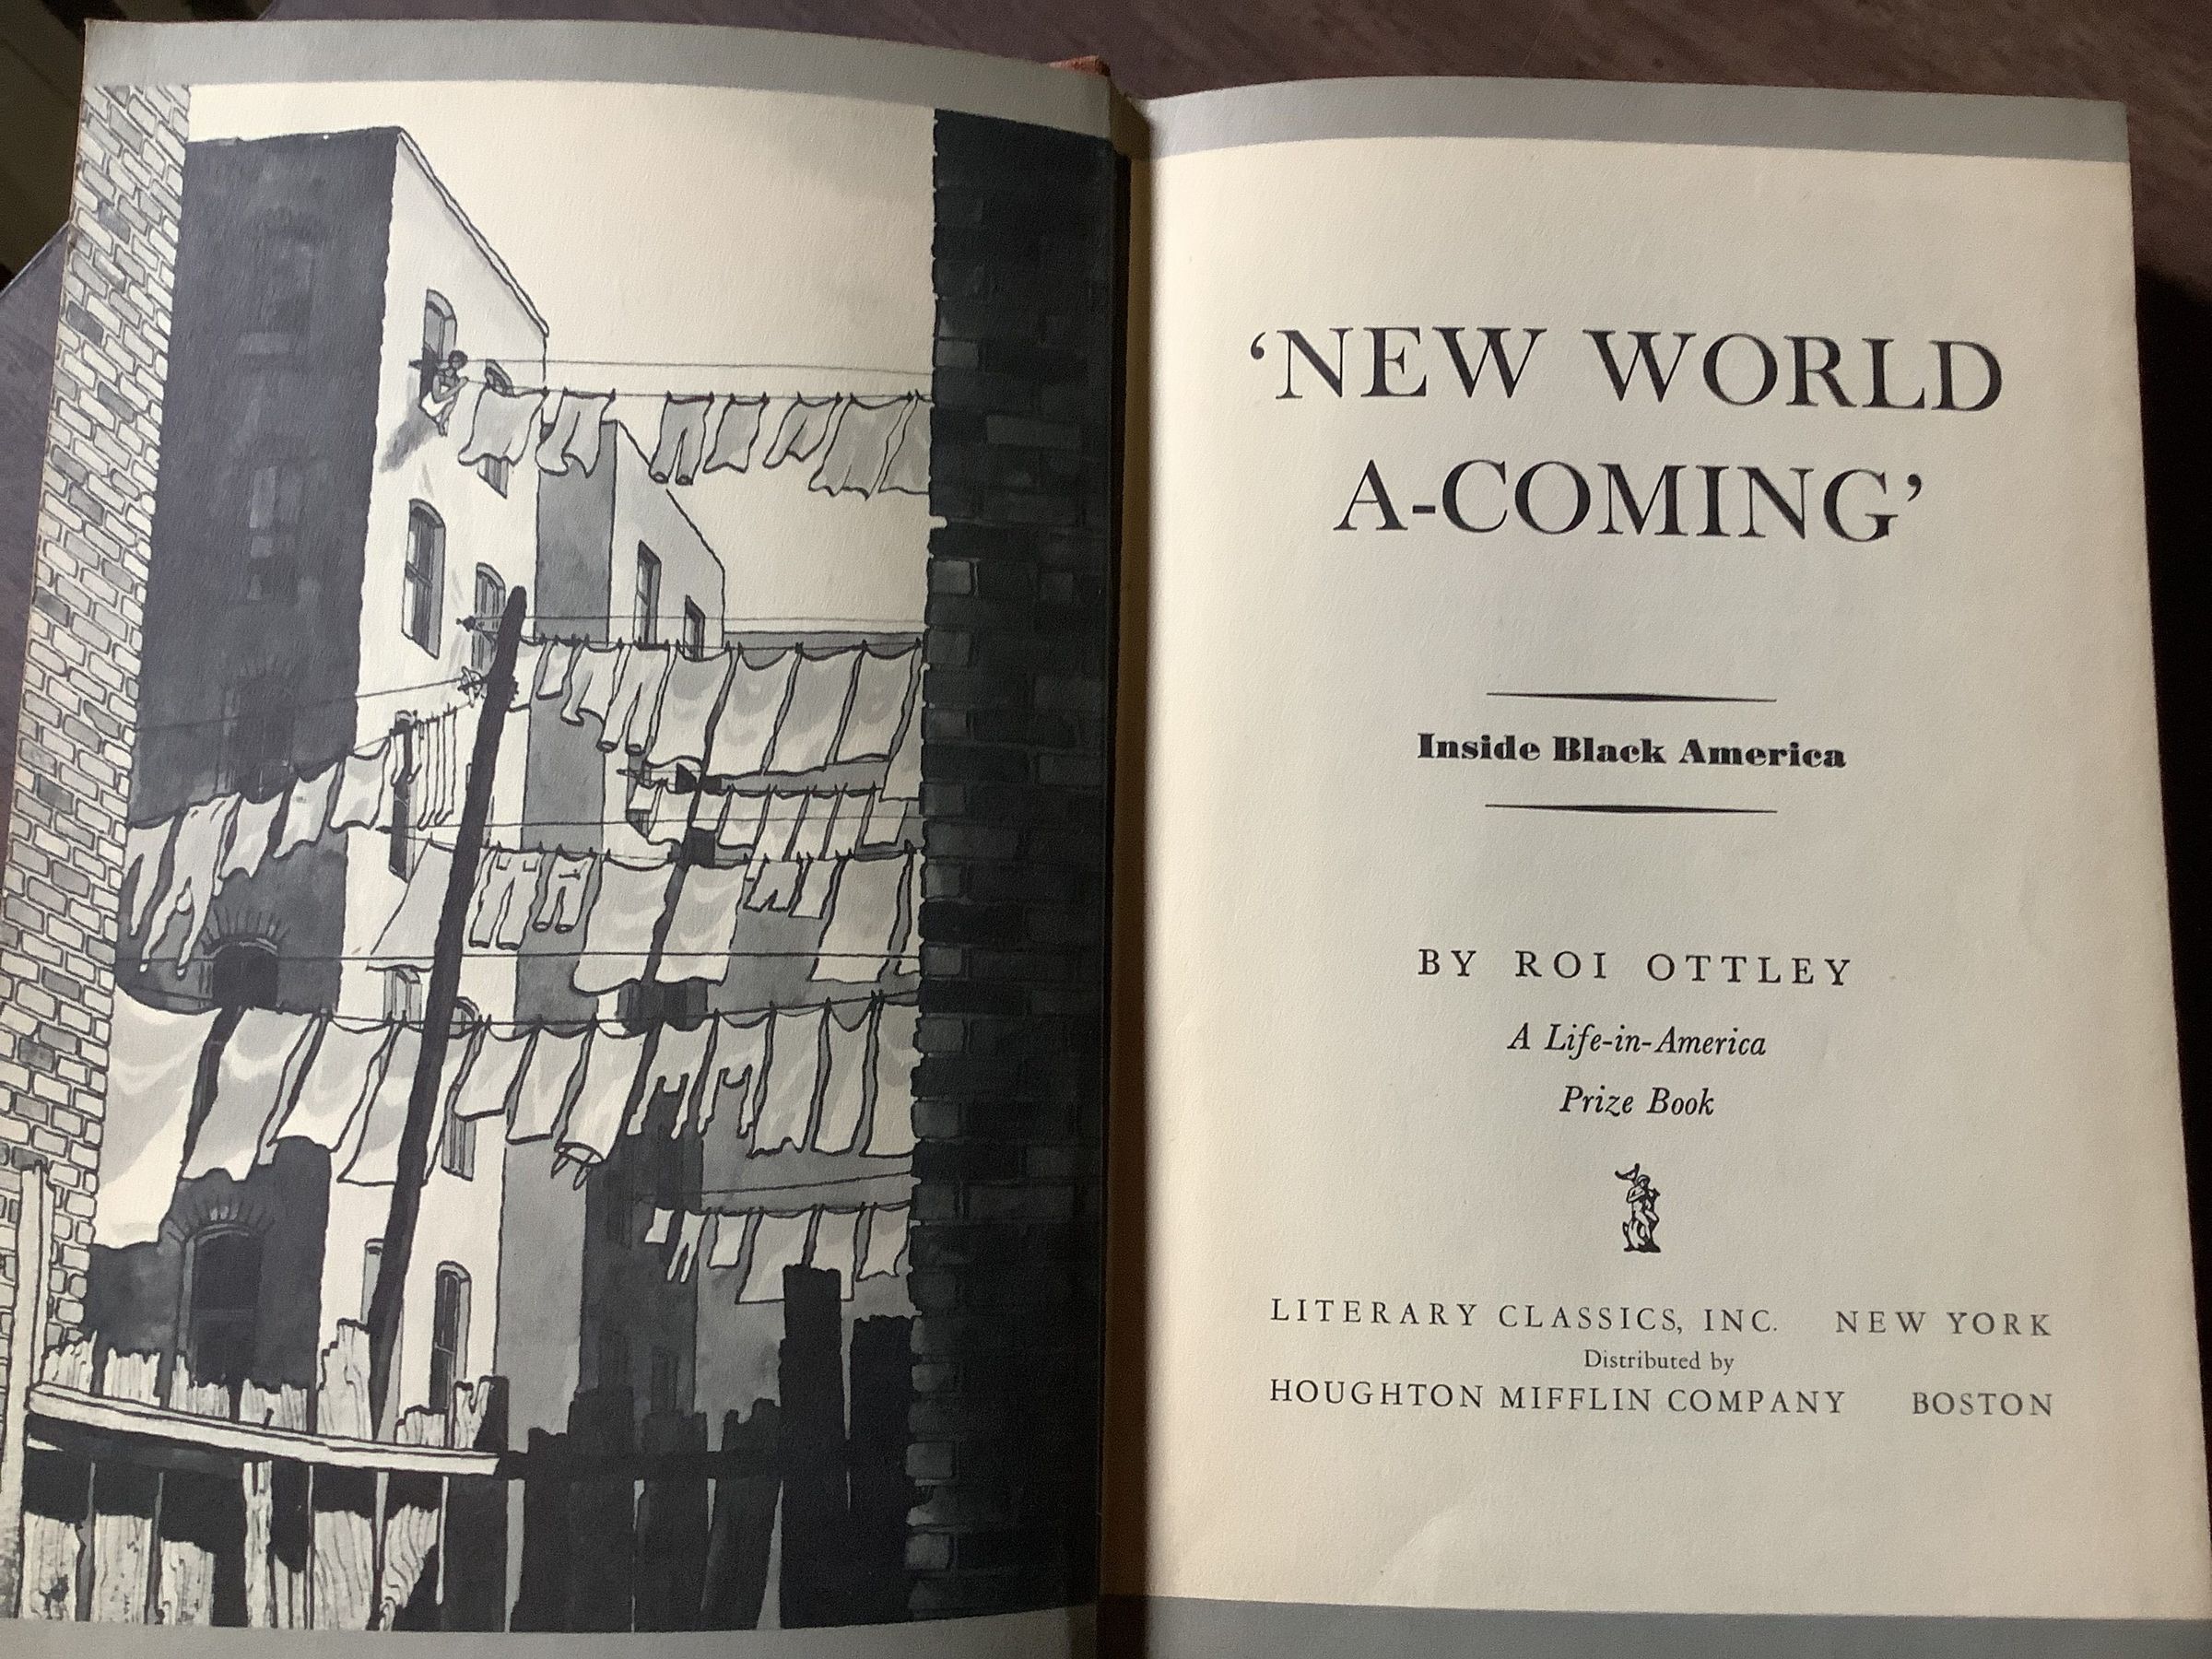 ‘NEW WORLD
A-COMING’
Inside Black America
BY ROI OTTLEY
A Life-in-America
Prize Book
LITERARY CLASSICS, INC. NEW YORK
Distributed by
HOUGHTON MIFFLIN COMPANY BOSTON